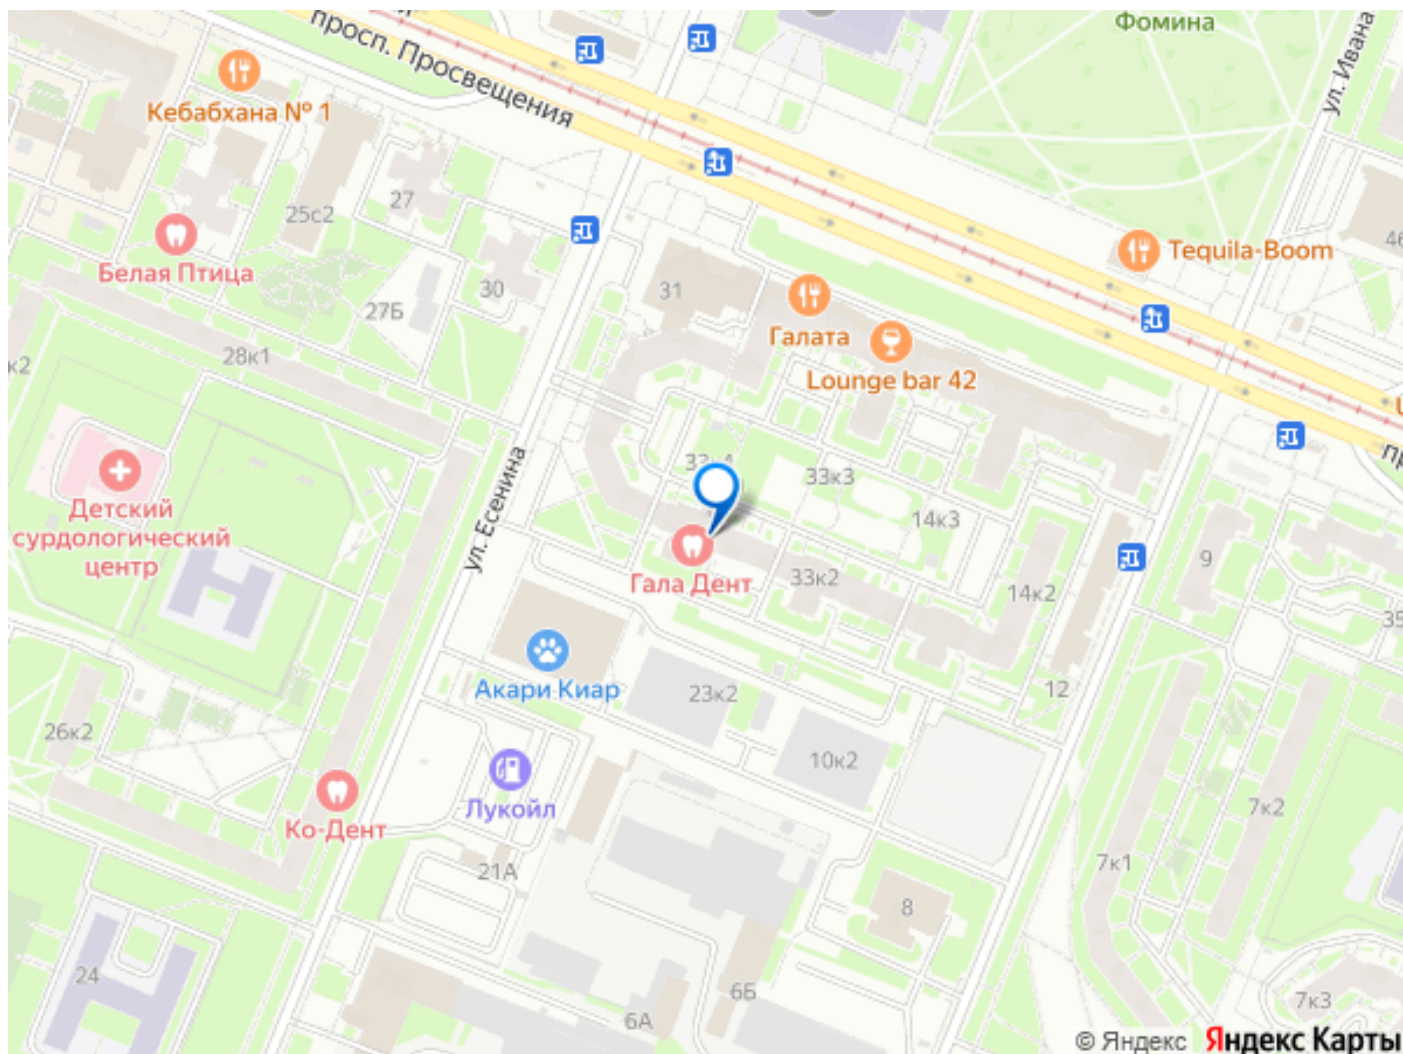 Фомина
ул. Ивана
просп. Просвещения
Кебабхана № 1
27
25с2
Белая Птица
30
31
27Б
Tequila-Boom
46
Галата
Lounge bar 42
28к1
к2
ул. Есенина
Детский
сурдологический
центр
33к3
14к3
Гала Дент
33к2
14к2
9
35
Акари Киар
23к2
12
26к2
10к2
Лукойл
Ко-Дент
7к2
21А
7к1
8
24
6Б
6А
7к3
© Яндекс Яндекс Карты